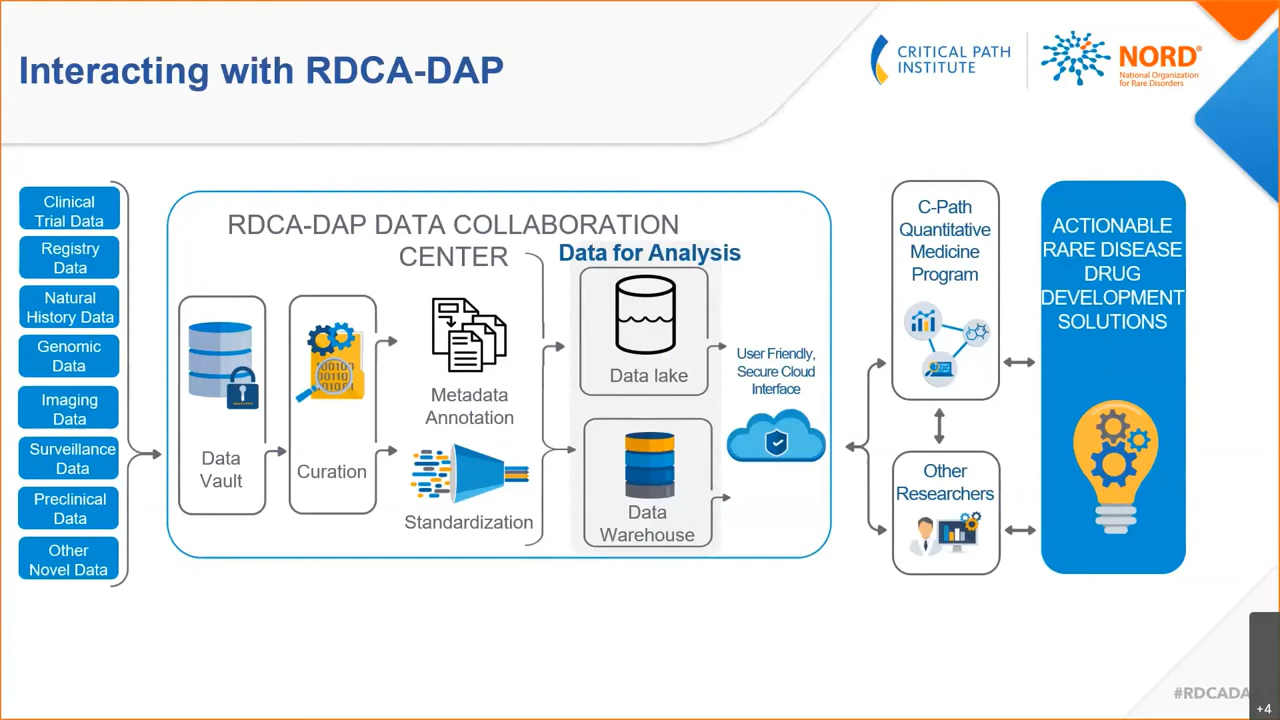 Interacting with RDCA-DAP
CRITICAL PATH
INSTITUTE
NORD®
National Organization
for Rare Disorders
Clinical
Trial Data
Registry
Data
Natural
History Data
Genomic
Data
Imaging
Data
Surveillance
Data
Preclinical
Data
Other
Novel Data
RDCA-DAP DATA COLLABORATION
CENTER
Data for Analysis
Data
Vault
01010
00110
01010
Curation
Metadata
Annotation
Standardization
Data lake
Data
Warehouse
User Friendly,
Secure Cloud
Interface
C-Path
Quantitative
Medicine
Program
Other
Researchers
ACTIONABLE
RARE DISEASE
DRUG
DEVELOPMENT
SOLUTIONS
#RDCADA
+4